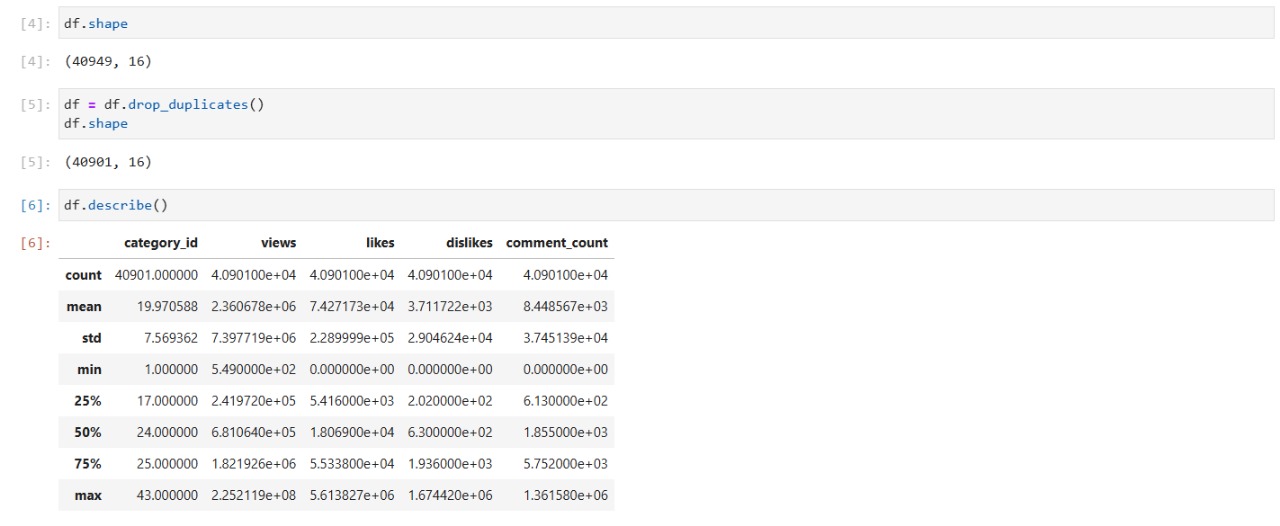 [4]: df.shape
[4]: (40949, 16)
[5]: df = df.drop_duplicates()
df.shape
[5]: (40901, 16)
[6]: df.describe()
[6]: category_id views likes dislikes comment_count
count 40901.000000 4.090100e+04 4.090100e+04 4.090100e+04 4.090100e+04
mean 19.970588 2.360678e+06 7.427173e+04 3.711722e+03 8.448567e+03
std 7.569362 7.397719e+06 2.289999e+05 2.904624e+04 3.745139e+04
min 1.000000 5.490000e+02 0.000000e+00 0.000000e+00 0.000000e+00
25% 17.000000 2.419720e+05 5.416000e+03 2.020000e+02 6.130000e+02
50% 24.000000 6.810640e+05 1.806900e+04 6.300000e+02 1.855000e+03
75% 25.000000 1.821926e+06 5.533800e+04 1.936000e+03 5.752000e+03
max 43.000000 2.252119e+08 5.613827e+06 1.674420e+06 1.361580e+06